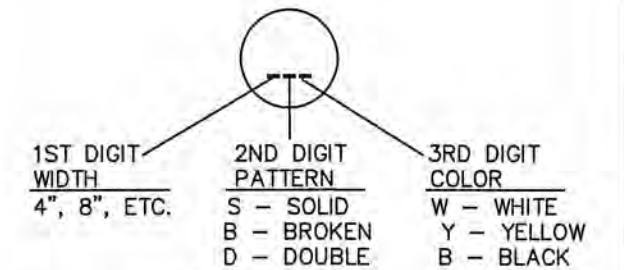 1ST DIGIT
WIDTH
4", 8", ETC.
2ND DIGIT
PATTERN
S – SOLID
B – BROKEN
D – DOUBLE
3RD DIGIT
COLOR
W – WHITE
Y – YELLOW
B – BLACK